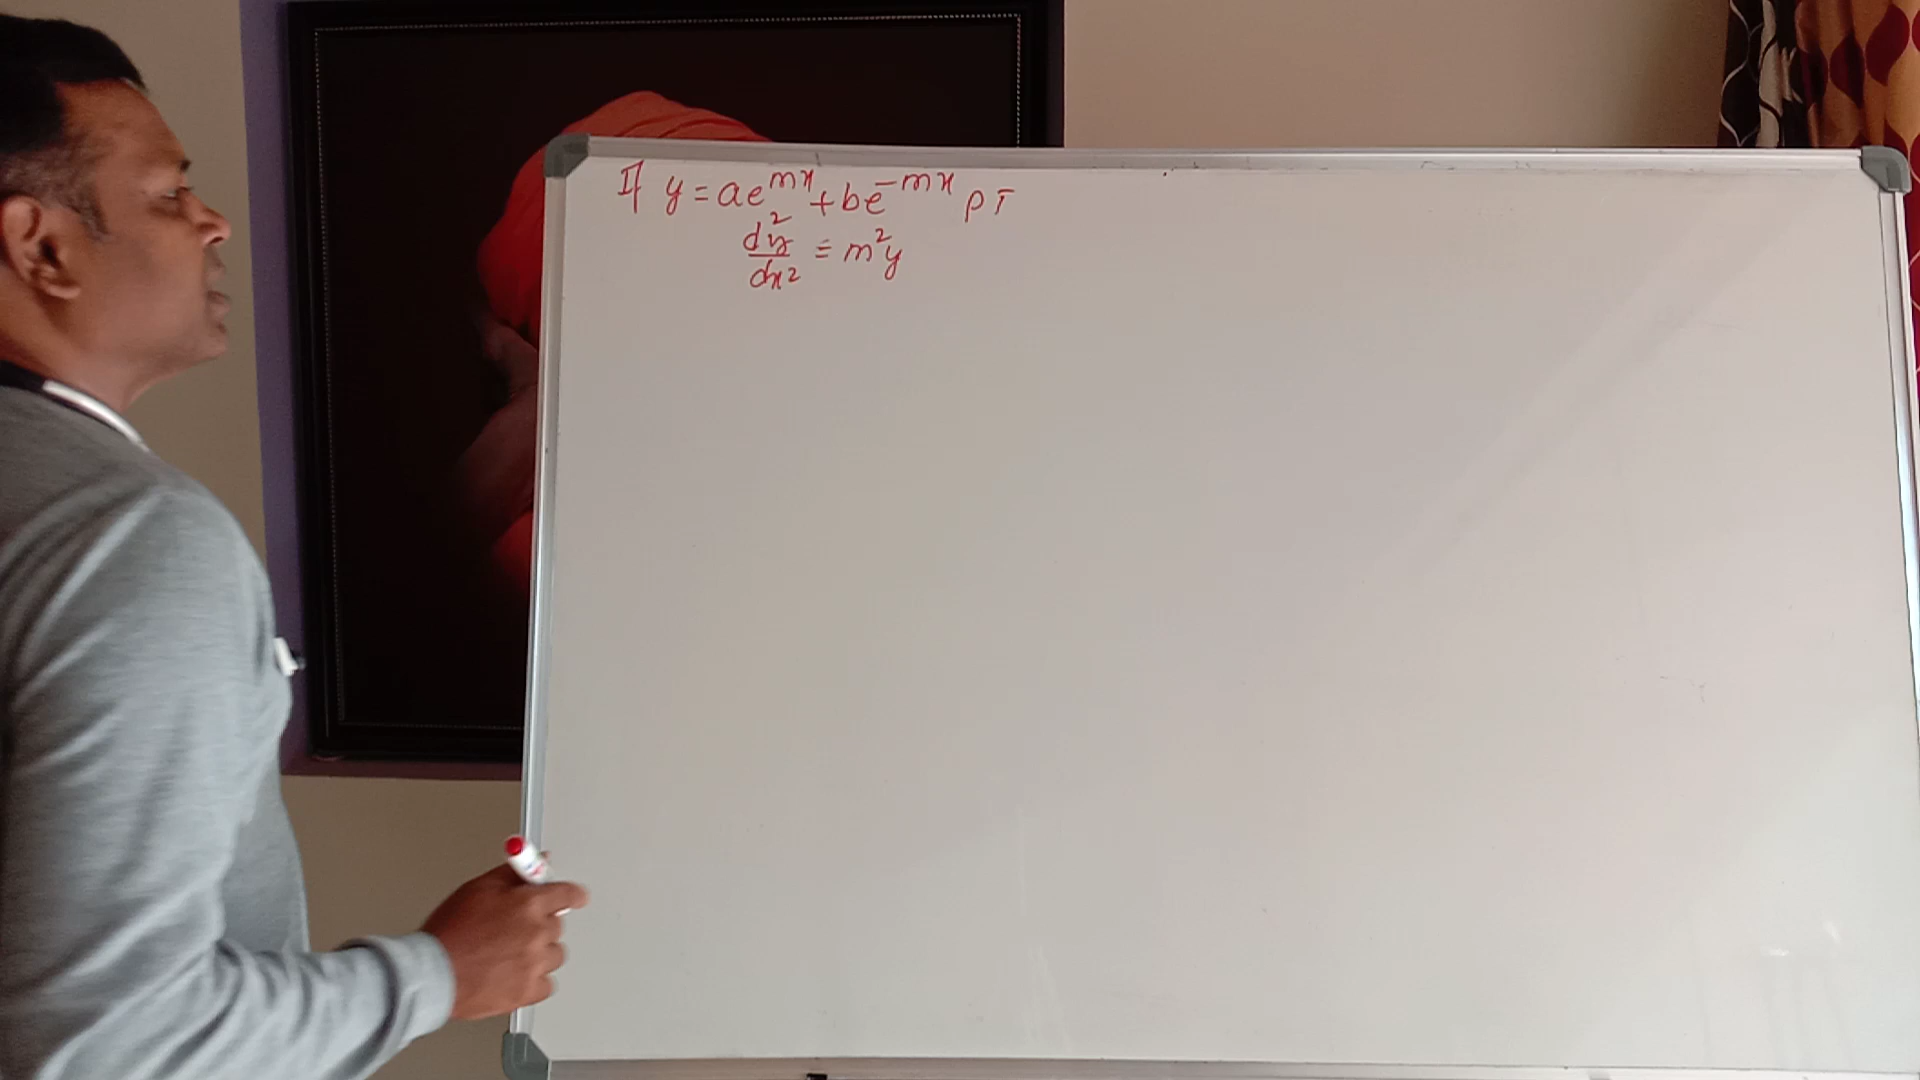 If y = ae^{mx} + be^{-mx} PT
d²y/dx² = m²y